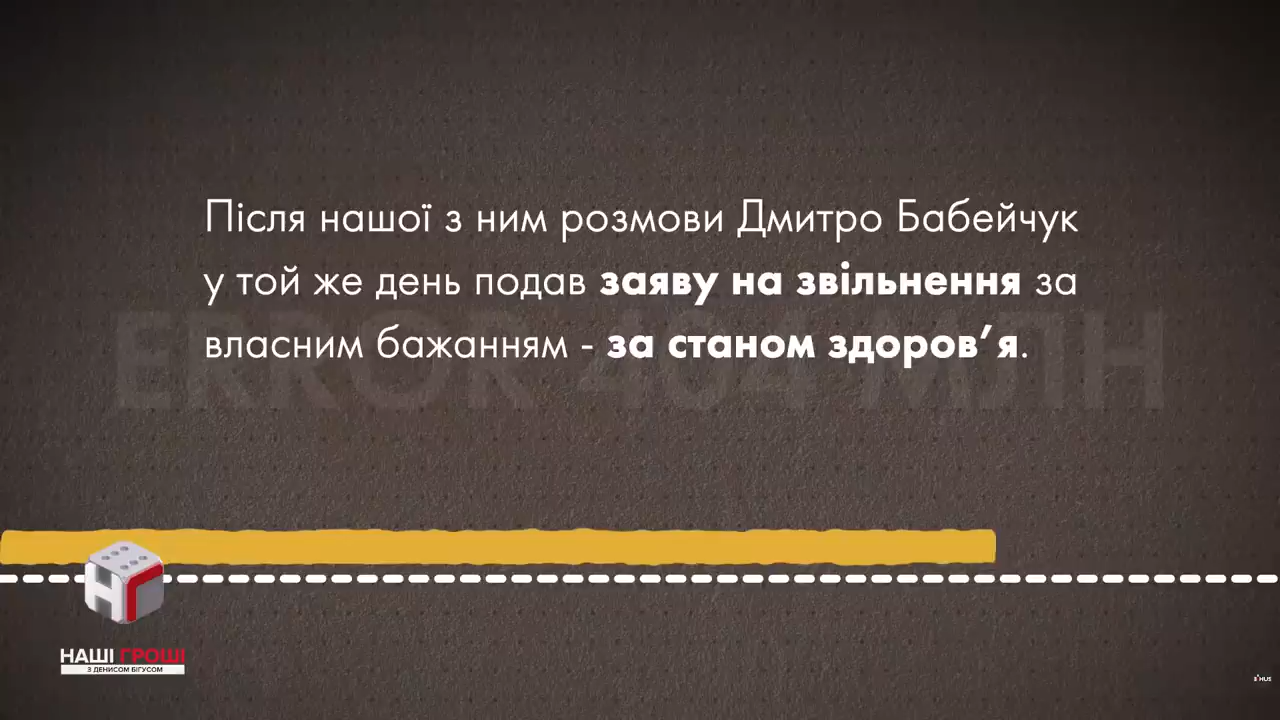 Після нашої з ним розмови Дмитро Бабейчук
у той же день подав заяву на звільнення за
власним бажанням - за станом здоров’я.
ERROR 404 МЛН
НАШІ ГРОШІ
З ДЕНИСОМ БІГУСОМ